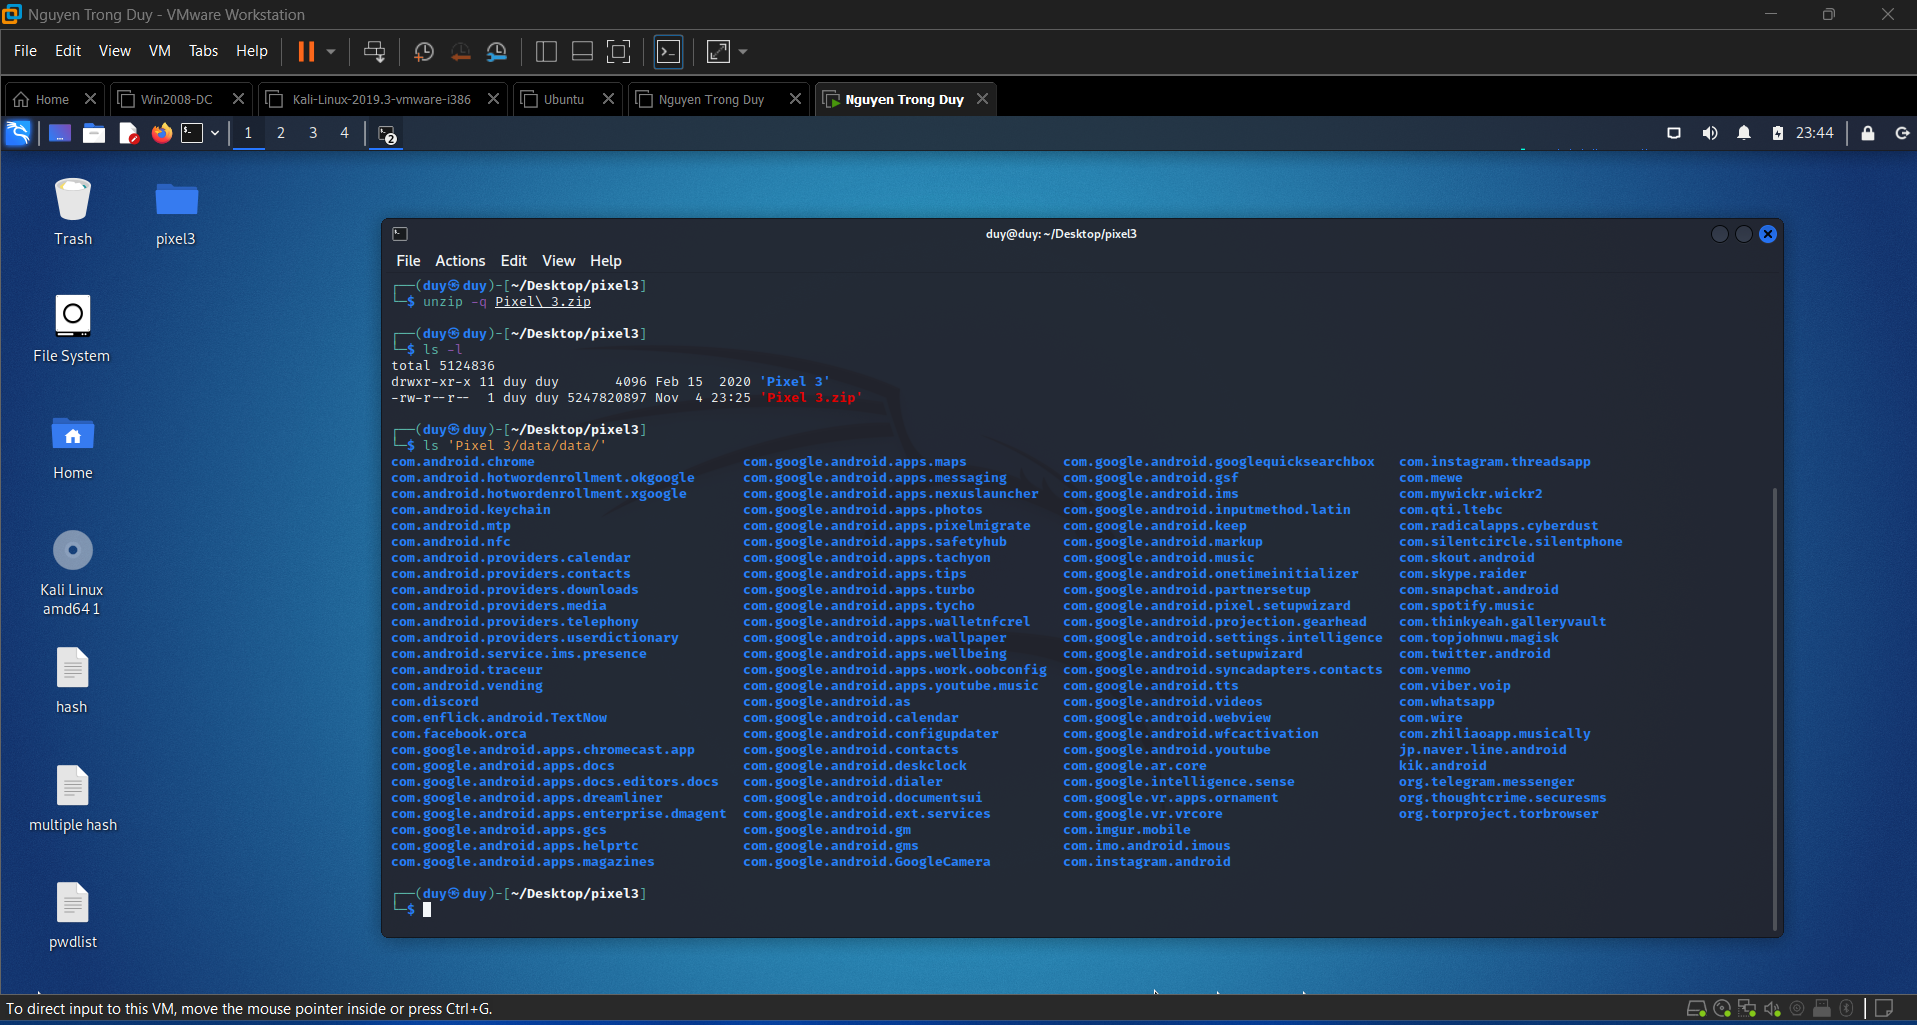 Nguyen Trong Duy - VMware Workstation
File Edit View VM Tabs Help
Home Win2008-DC Kali-Linux-2019.3-vmware-i386 Ubuntu Nguyen Trong Duy Nguyen Trong Duy
1 2 3 4 2 23:44
Trash
pixel3
File System
Home
Kali Linux
amd64 1
hash
multiple hash
pwdlist
duy@duy: ~/Desktop/pixel3
File Actions Edit View Help
┌──(duy㉿duy)-[~/Desktop/pixel3]
└─$ unzip -q Pixel\ 3.zip
┌──(duy㉿duy)-[~/Desktop/pixel3]
└─$ ls -l
total 5124836
drwxr-xr-x 11 duy duy 4096 Feb 15 2020 'Pixel 3'
-rw-r--r-- 1 duy duy 5247820897 Nov 4 23:25 'Pixel 3.zip'
┌──(duy㉿duy)-[~/Desktop/pixel3]
└─$ ls 'Pixel 3/data/data/'
com.android.chrome com.google.android.apps.maps com.google.android.googlequicksearchbox com.instagram.threadsapp
com.android.hotwordenrollment.okgoogle com.google.android.apps.messaging com.google.android.gsf com.mewe
com.android.hotwordenrollment.xgoogle com.google.android.apps.nexuslauncher com.google.android.ims com.mywickr.wickr2
com.android.keychain com.google.android.apps.photos com.google.android.inputmethod.latin com.qti.ltebc
com.android.mtp com.google.android.apps.pixelmigrate com.google.android.keep com.radicalapps.cyberdust
com.android.nfc com.google.android.apps.safetyhub com.google.android.markup com.silentcircle.silentphone
com.android.providers.calendar com.google.android.apps.tachyon com.google.android.music com.skout.android
com.android.providers.contacts com.google.android.apps.tips com.google.android.onetimeinitializer com.skype.raider
com.android.providers.downloads com.google.android.apps.turbo com.google.android.partnersetup com.snapchat.android
com.android.providers.media com.google.android.apps.tycho com.google.android.pixel.setupwizard com.spotify.music
com.android.providers.telephony com.google.android.apps.walletnfcrel com.google.android.projection.gearhead com.thinkyeah.galleryvault
com.android.providers.userdictionary com.google.android.apps.wallpaper com.google.android.settings.intelligence com.topjohnwu.magisk
com.android.service.ims.presence com.google.android.apps.wellbeing com.google.android.setupwizard com.twitter.android
com.android.traceur com.google.android.apps.work.oobconfig com.google.android.syncadapters.contacts com.venmo
com.android.vending com.google.android.apps.youtube.music com.google.android.tts com.viber.voip
com.discord com.google.android.as com.google.android.videos com.whatsapp
com.enflick.android.TextNow com.google.android.calendar com.google.android.webview com.wire
com.facebook.orca com.google.android.configupdater com.google.android.wfcactivation com.zhiliaoapp.musically
com.google.android.apps.chromecast.app com.google.android.contacts com.google.android.youtube jp.naver.line.android
com.google.android.apps.docs com.google.android.deskclock com.google.ar.core kik.android
com.google.android.apps.docs.editors.docs com.google.android.dialer com.google.intelligence.sense org.telegram.messenger
com.google.android.apps.dreamliner com.google.android.documentsui com.google.vr.apps.ornament org.thoughtcrime.securesms
com.google.android.apps.enterprise.dmagent com.google.android.ext.services com.google.vr.vrcore org.torproject.torbrowser
com.google.android.apps.gcs com.google.android.gm com.imgur.mobile
com.google.android.apps.helprtc com.google.android.gms com.imo.android.imous
com.google.android.apps.magazines com.google.android.GoogleCamera com.instagram.android
┌──(duy㉿duy)-[~/Desktop/pixel3]
└─$
To direct input to this VM, move the mouse pointer inside or press Ctrl+G.